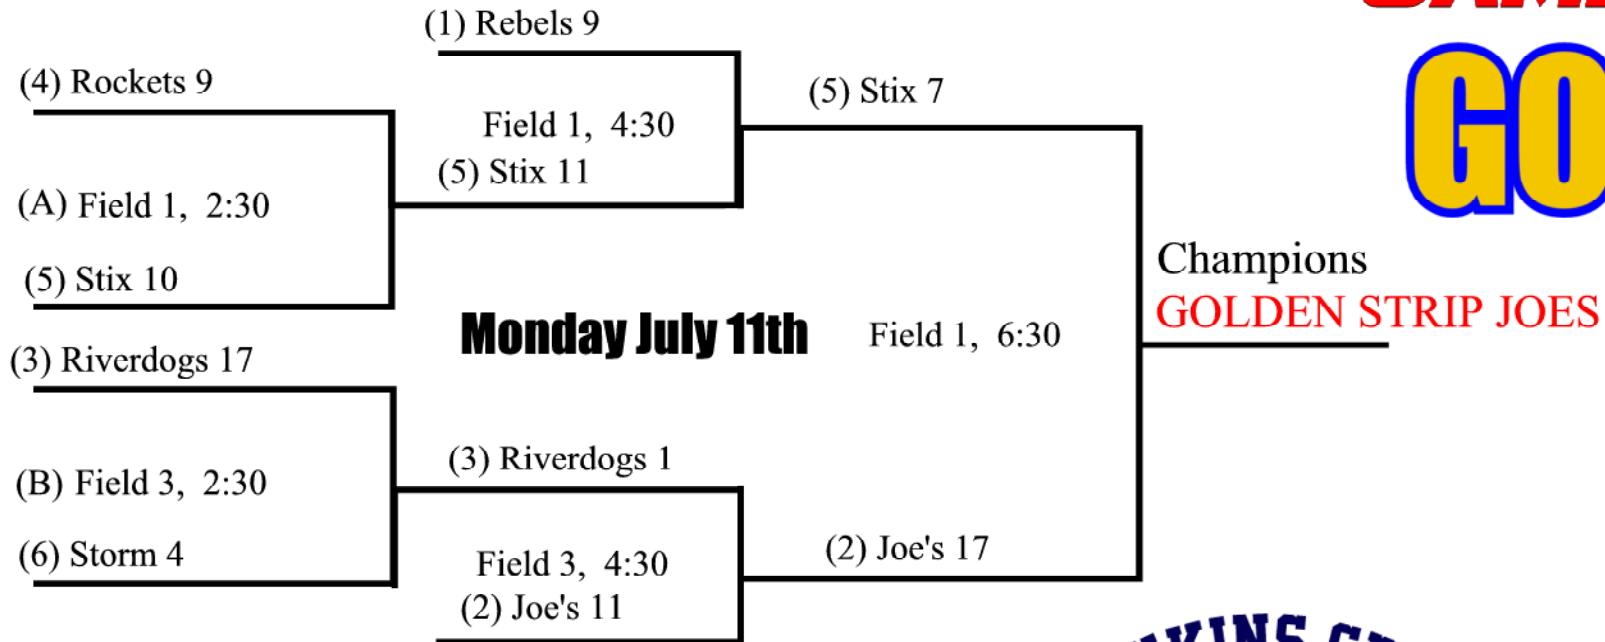 (1) Rebels 9
(4) Rockets 9
(5) Stix 7
Field 1, 4:30
(5) Stix 11
(A) Field 1, 2:30
(5) Stix 10
GO
Champions
GOLDEN STRIP JOES
Monday July 11th
Field 1, 6:30
(3) Riverdogs 17
(3) Riverdogs 1
(B) Field 3, 2:30
(6) Storm 4
Field 3, 4:30
(2) Joe's 11
(2) Joe's 17